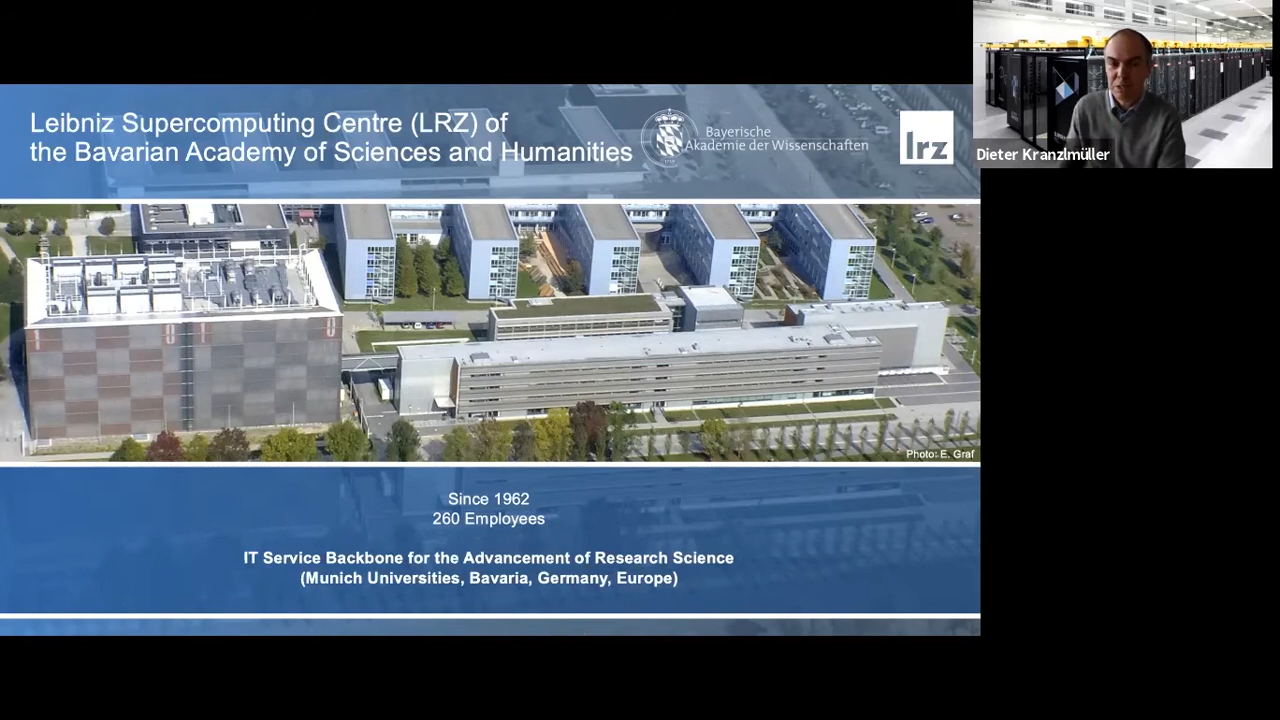 Leibniz Supercomputing Centre (LRZ) of
the Bavarian Academy of Sciences and Humanities
Bayerische
Akademie der Wissenschaften
lrz
Dieter Kranzlmüller
Photo: E. Graf
Since 1962
260 Employees
IT Service Backbone for the Advancement of Research Science
(Munich Universities, Bavaria, Germany, Europe)